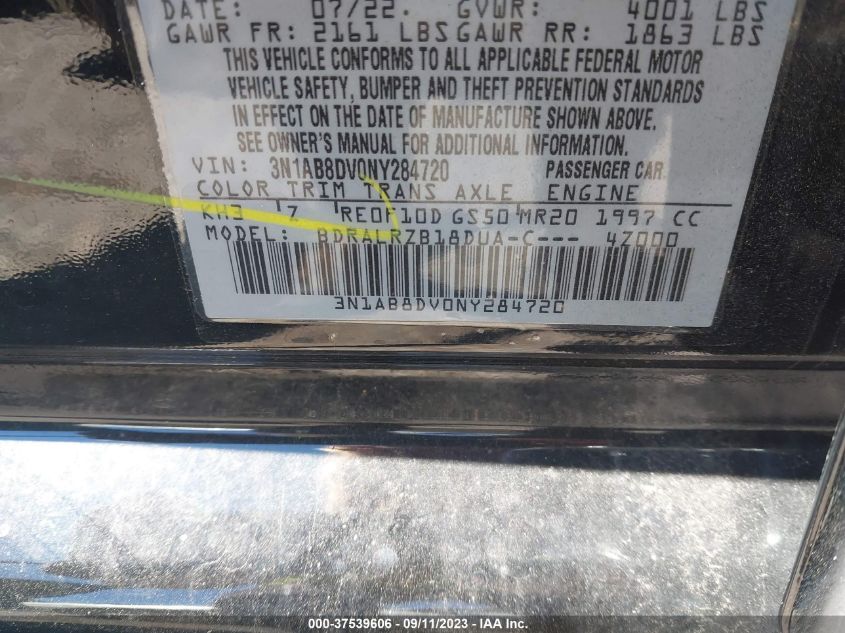 DATE: 07/22. GVWR: 4001 LBS
GAWR FR: 2161 LBS GAWR RR: 1863 LBS
THIS VEHICLE CONFORMS TO ALL APPLICABLE FEDERAL MOTOR
VEHICLE SAFETY, BUMPER AND THEFT PREVENTION STANDARDS
IN EFFECT ON THE DATE OF MANUFACTURE SHOWN ABOVE.
SEE OWNER'S MANUAL FOR ADDITIONAL INFORMATION.
VIN: 3N1AB8DV0NY284720 PASSENGER CAR
COLOR TRIM TRANS AXLE ENGINE
KH3 Z RE0F10D GS50 MR20 1997 CC
MODEL: BDRALRZB18DUA-C--- 4Z000
3N1AB8DV0NY284720
000-37539606 - 09/11/2023 - IAAI.COM